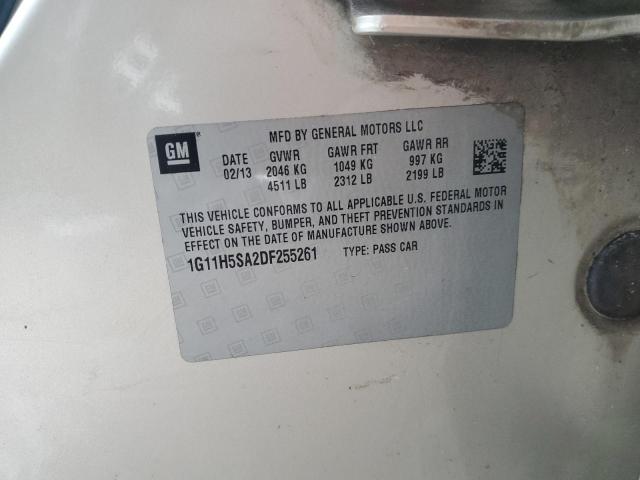 GM
MFD BY GENERAL MOTORS LLC
DATE GVWR GAWR FRT GAWR RR
02/13 2046 KG 1049 KG 997 KG
4511 LB 2312 LB 2199 LB
THIS VEHICLE CONFORMS TO ALL APPLICABLE U.S. FEDERAL MOTOR
VEHICLE SAFETY, BUMPER, AND THEFT PREVENTION STANDARDS IN
EFFECT ON THE DATE OF MANUFACTURE SHOWN ABOVE.
1G11H5SA2DF255261 TYPE: PASS CAR